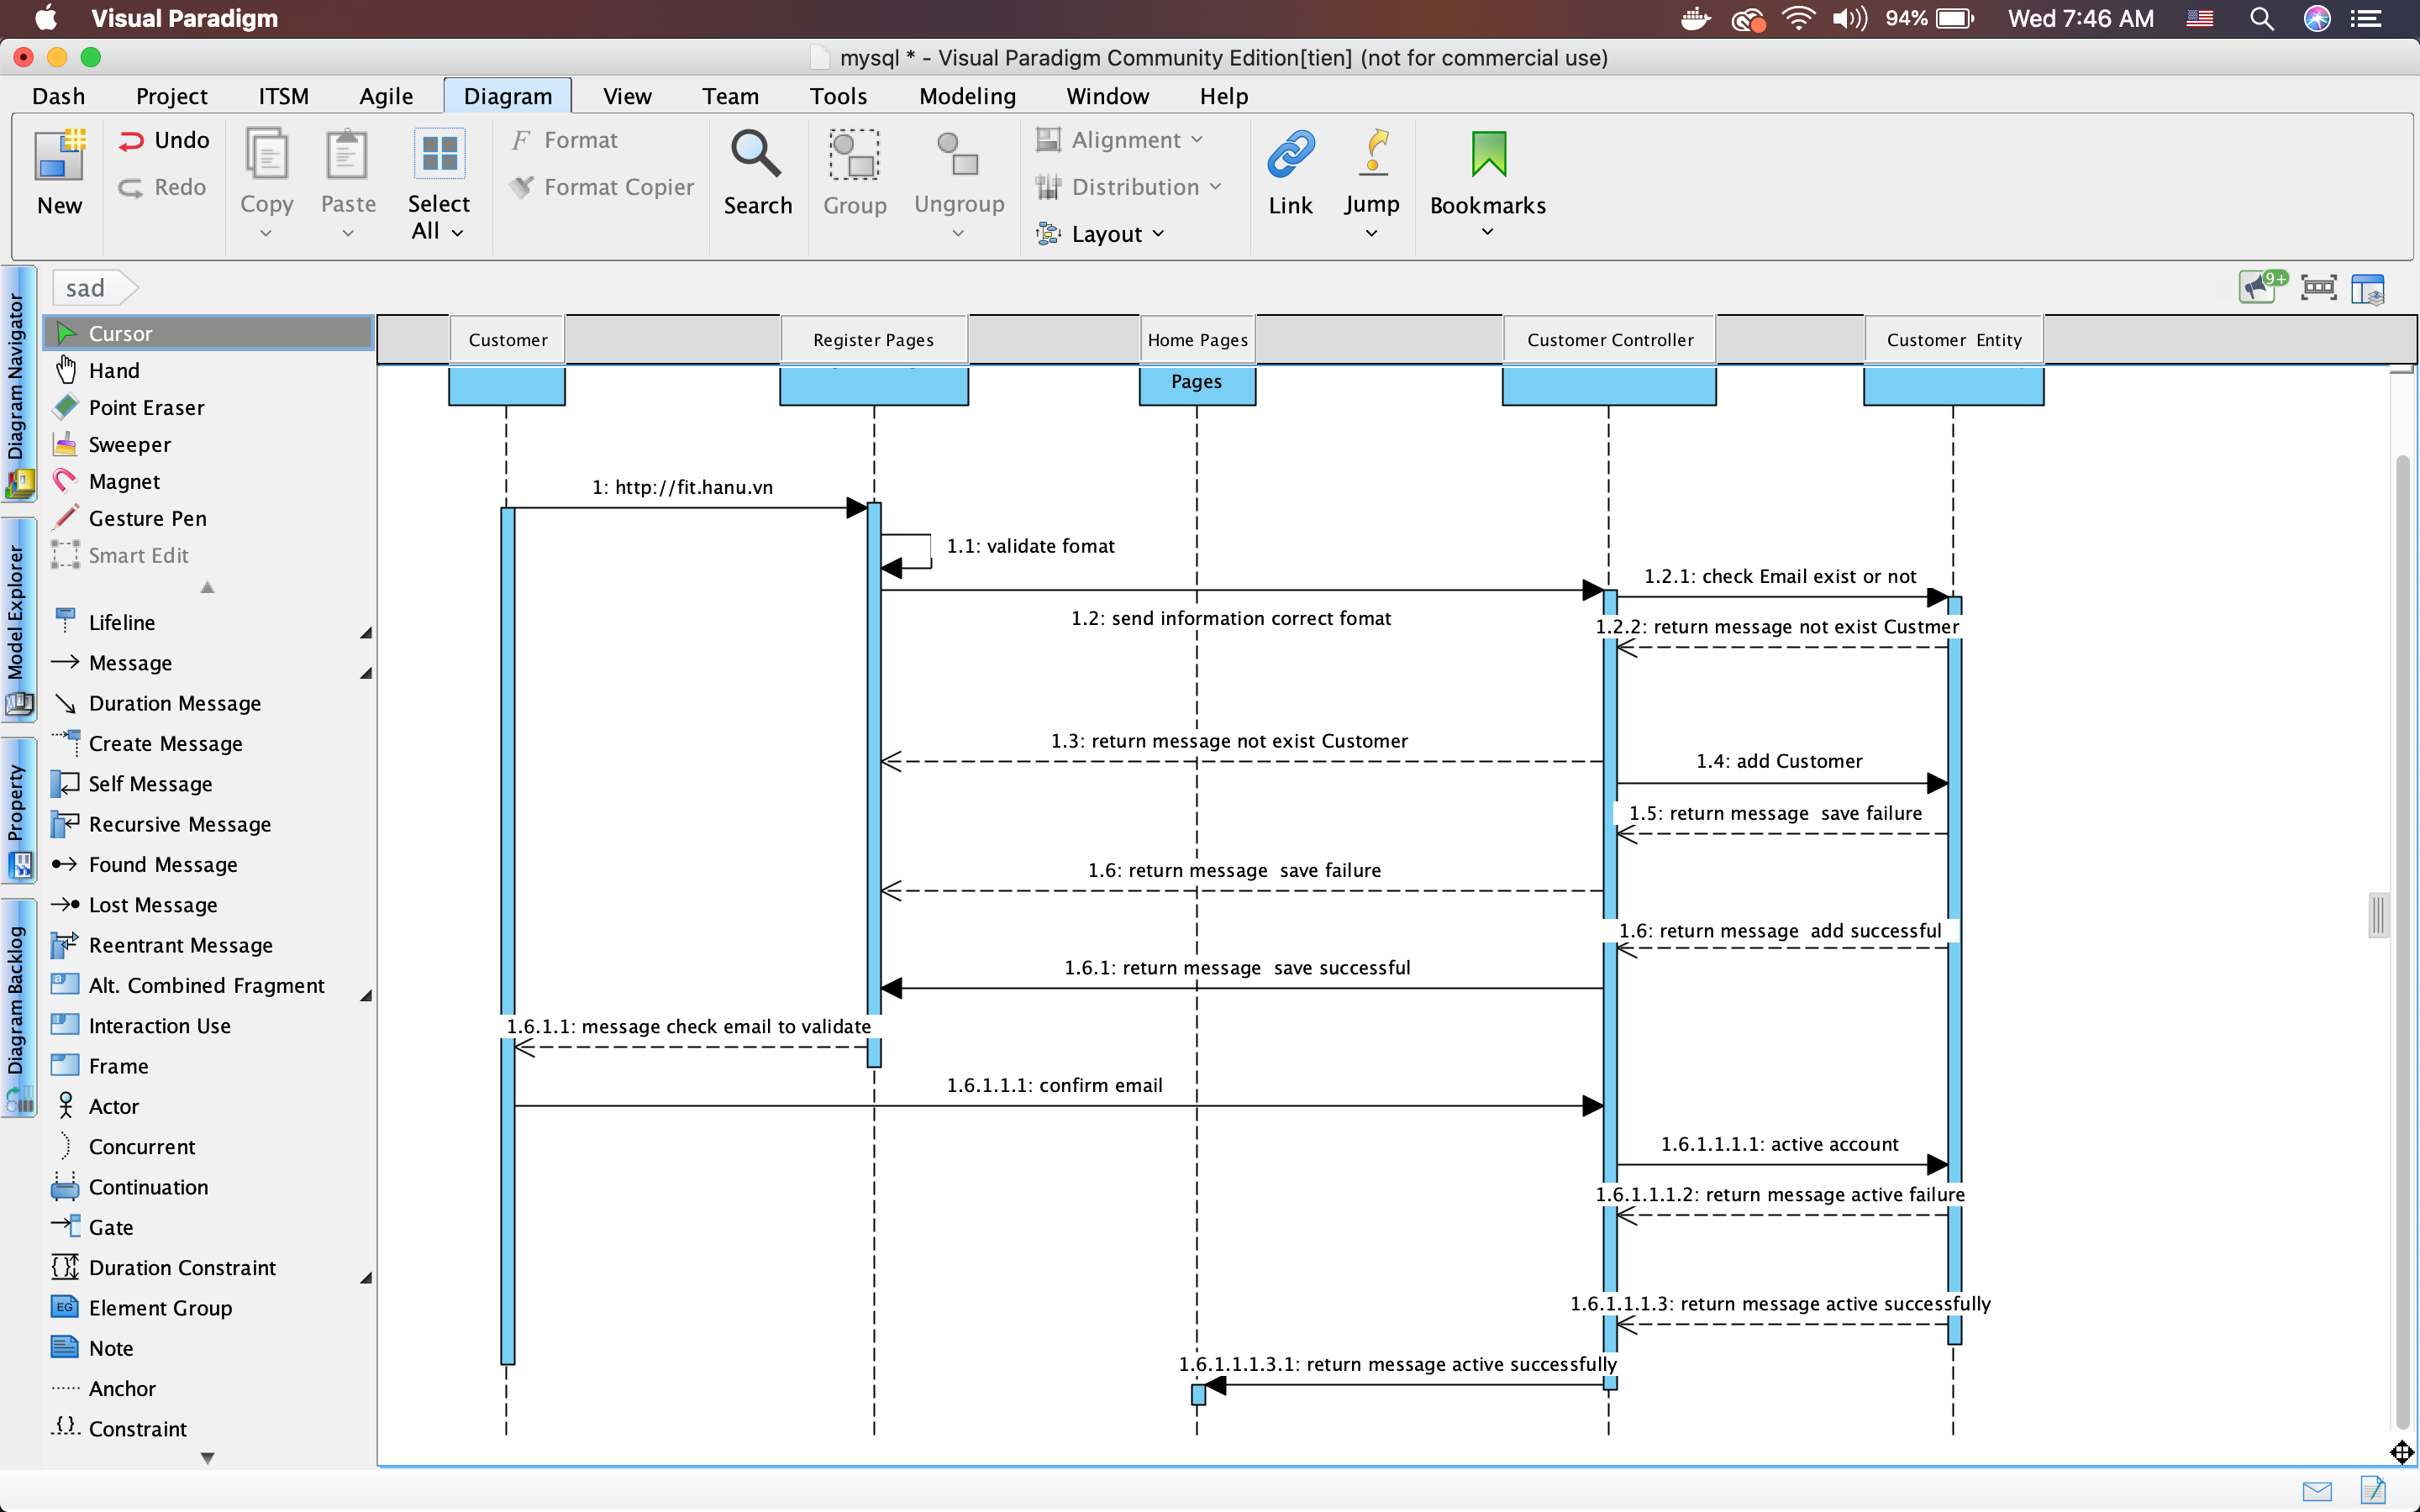 Visual Paradigm
94%
Wed 7:46 AM
mysql * - Visual Paradigm Community Edition[tien] (not for commercial use)
Dash Project ITSM Agile Diagram View Team Tools Modeling Window Help
New
Undo
Redo
Copy
Paste
Select
All
F Format
Format Copier
Search
Group
Ungroup
Alignment
Distribution
Layout
Link
Jump
Bookmarks
Diagram Navigator
Model Explorer
Property
Diagram Backlog
sad
9+
Cursor
Hand
Point Eraser
Sweeper
Magnet
Gesture Pen
Smart Edit
Lifeline
Message
Duration Message
Create Message
Self Message
Recursive Message
Found Message
Lost Message
Reentrant Message
Alt. Combined Fragment
Interaction Use
Frame
Actor
Concurrent
Continuation
Gate
Duration Constraint
EG Element Group
Note
Anchor
Constraint
Customer
Register Pages
Home Pages
Customer Controller
Customer Entity
Pages
1: http://fit.hanu.vn
1.1: validate fomat
1.2.1: check Email exist or not
1.2: send information correct fomat
1.2.2: return message not exist Custmer
1.3: return message not exist Customer
1.4: add Customer
1.5: return message save failure
1.6: return message save failure
1.6: return message add successful
1.6.1: return message save successful
1.6.1.1: message check email to validate
1.6.1.1.1: confirm email
1.6.1.1.1.1: active account
1.6.1.1.1.2: return message active failure
1.6.1.1.1.3: return message active successfully
1.6.1.1.1.3.1: return message active successfully